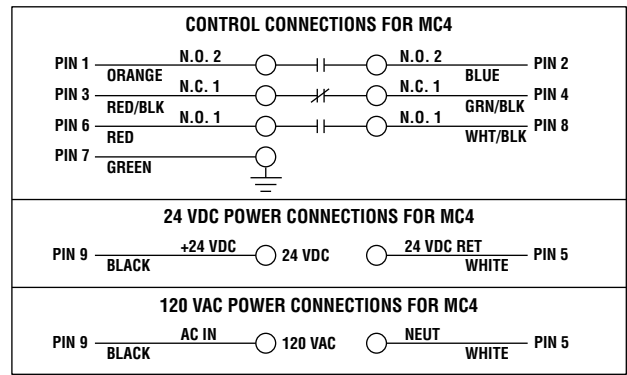 CONTROL CONNECTIONS FOR MC4
PIN 1 N.O. 2 N.O. 2 PIN 2
ORANGE BLUE
PIN 3 N.C. 1 N.C. 1 PIN 4
RED/BLK GRN/BLK
PIN 6 N.O. 1 N.O. 1 PIN 8
RED WHT/BLK
PIN 7
GREEN
24 VDC POWER CONNECTIONS FOR MC4
PIN 9 +24 VDC 24 VDC 24 VDC RET PIN 5
BLACK WHITE
120 VAC POWER CONNECTIONS FOR MC4
PIN 9 AC IN 120 VAC NEUT PIN 5
BLACK WHITE